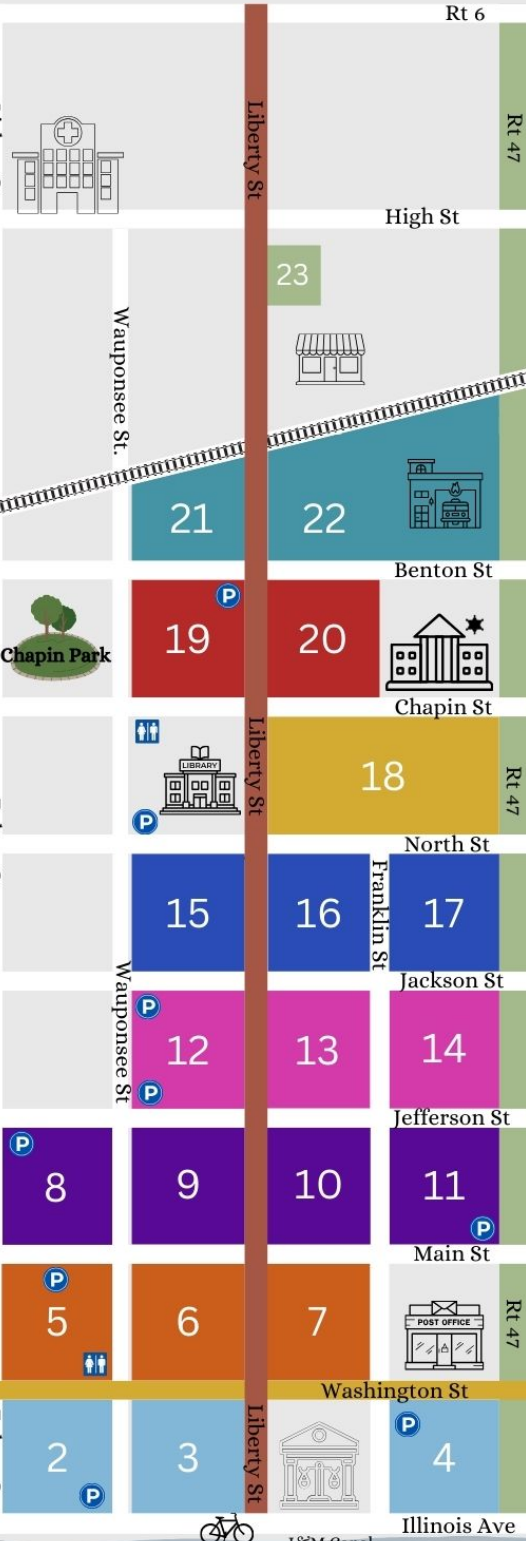 Rt 6
Liberty St
Rt 47
High St
23
Wauponsee St.
21
22
Benton St
P
19
20
Chapin Park
Chapin St
LIBRARY
Liberty St
18
Rt 47
P
North St
15
16
Franklin St
17
Jackson St
Wauponsee St
P
12
13
14
P
Jefferson St
P
8
9
10
11
P
Main St
P
5
6
7
POST OFFICE
Rt 47
Washington St
Liberty St
P
2
3
4
P
Illinois Ave
I&M Canal